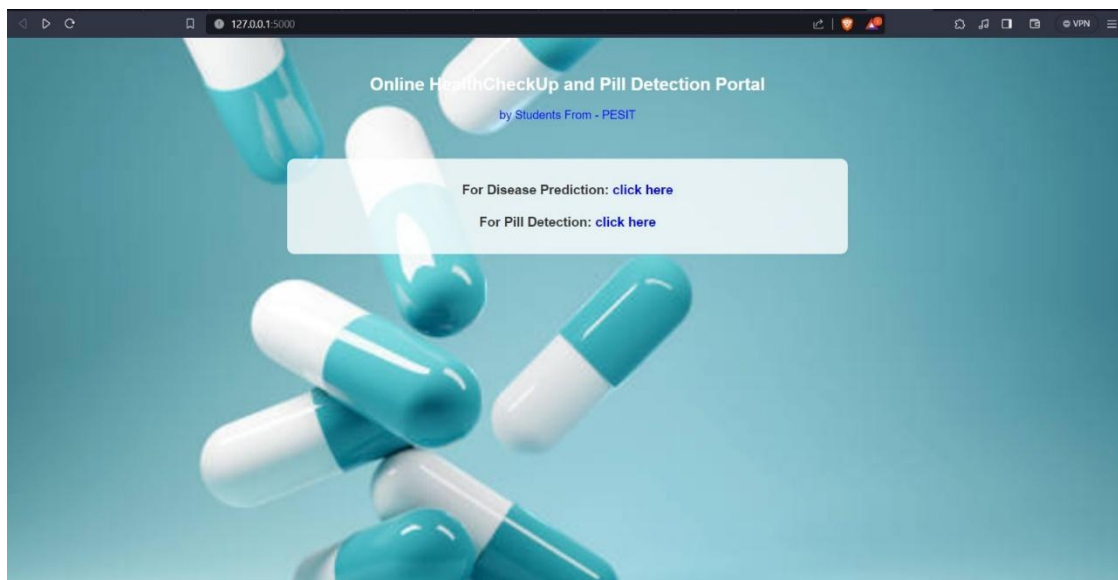 127.0.0.1:5000
VPN
Online HealthCheckUp and Pill Detection Portal
by Students From - PESIT
For Disease Prediction: click here
For Pill Detection: click here